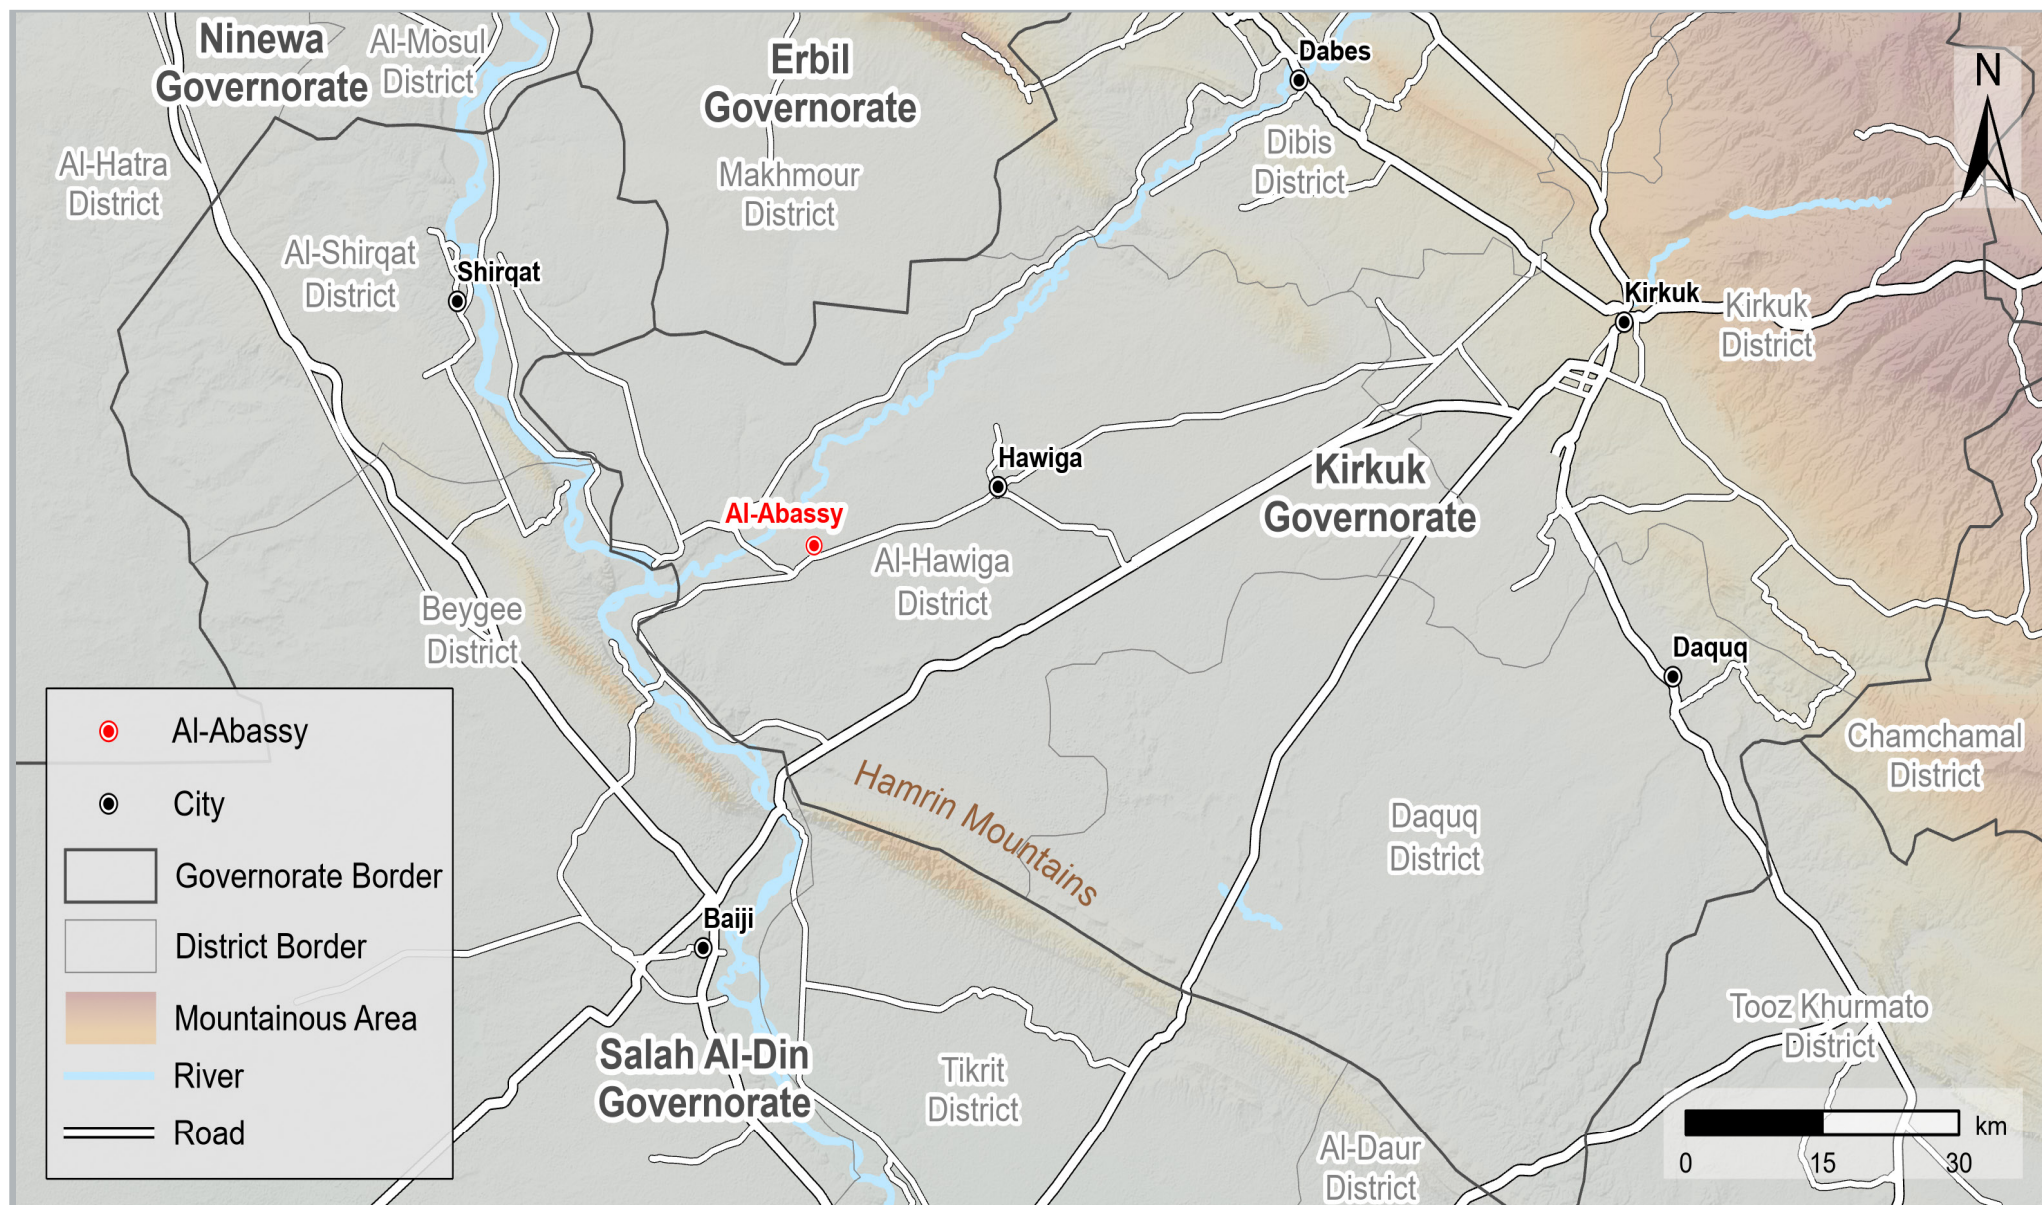 Ninewa
Governorate
Al-Mosul
District
Erbil
Governorate
Dabes
N
Al-Hatra
District
Makhmour
District
Dibis
District
Al-Shirqat
District
Shirqat
Kirkuk
Kirkuk
District
Hawiga
Kirkuk
Governorate
Al-Abassy
Al-Hawiga
District
Beygee
District
Daquq
Chamchamal
District
Hamrin Mountains
Daquq
District
Baiji
Salah Al-Din
Governorate
Tikrit
District
Tooz Khurmato
District
Al-Daur
District
Al-Abassy
City
Governorate Border
District Border
Mountainous Area
River
Road
km
0 15 30